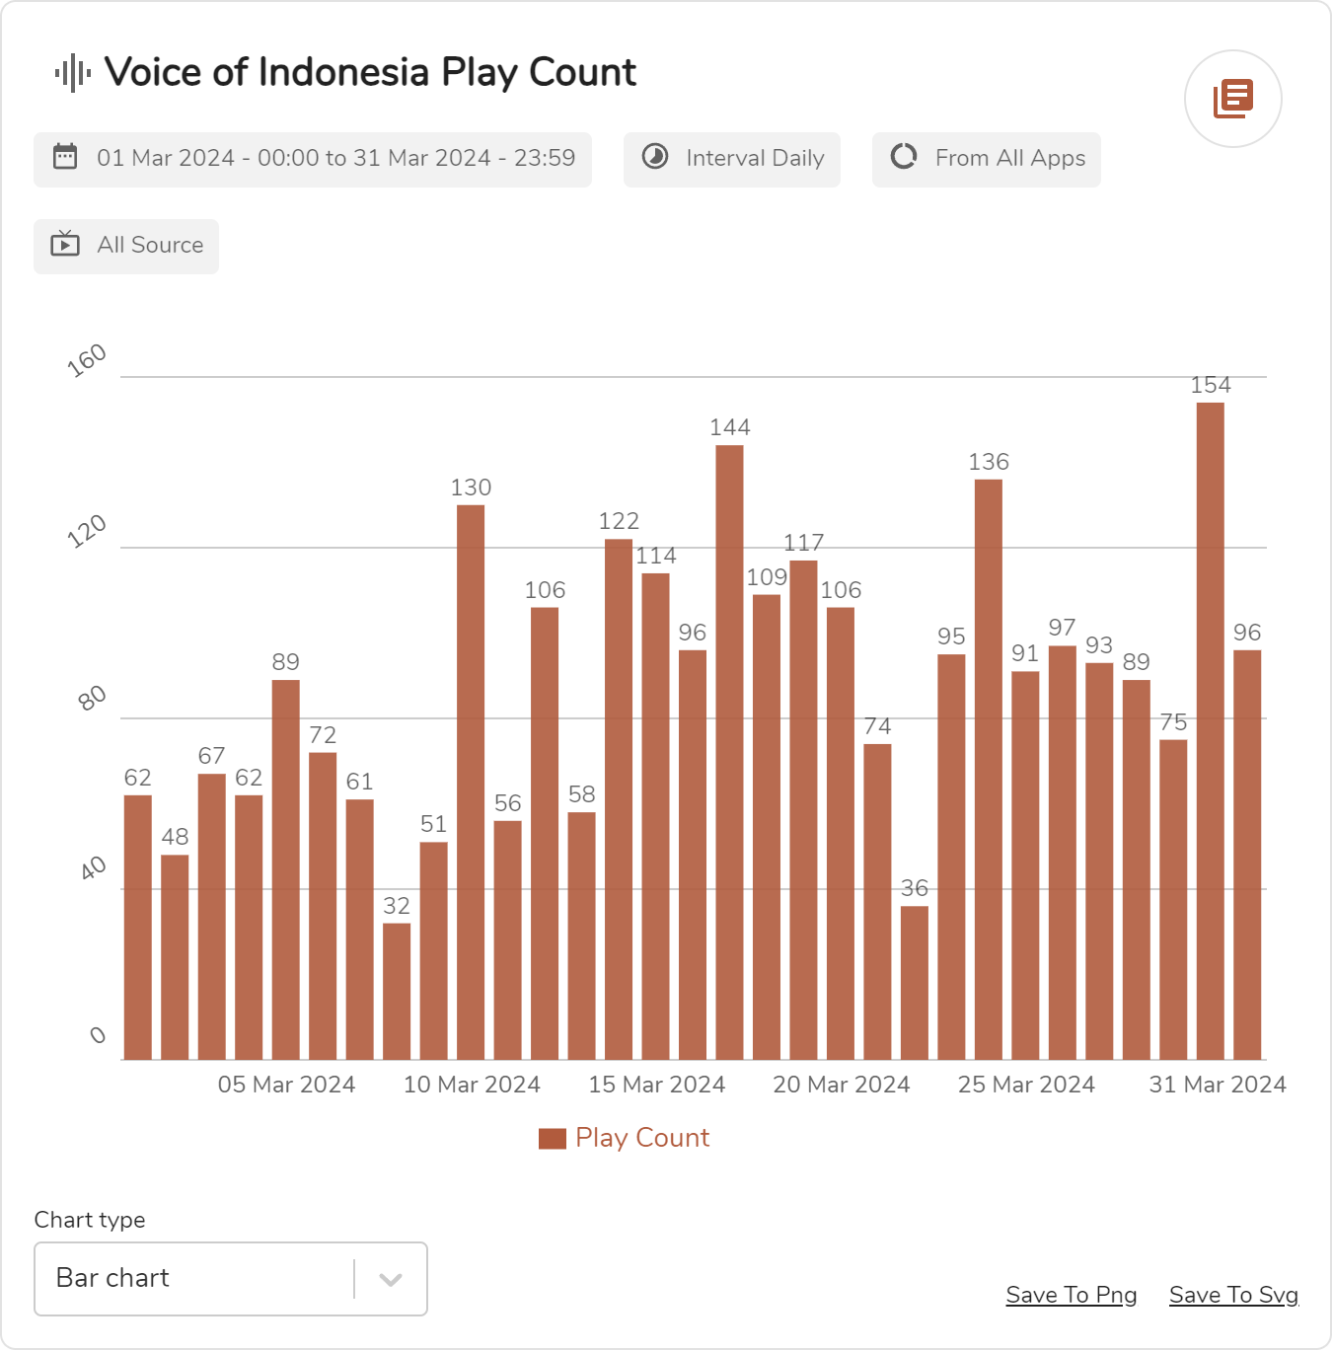 Voice of Indonesia Play Count
01 Mar 2024 - 00:00 to 31 Mar 2024 - 23:59
Interval Daily
From All Apps
All Source
160
120
80
40
0
62
48
67
62
89
72
61
32
51
130
56
106
58
122
114
96
144
109
117
106
74
36
95
136
91
97
93
89
75
154
96
05 Mar 2024
10 Mar 2024
15 Mar 2024
20 Mar 2024
25 Mar 2024
31 Mar 2024
Play Count
Chart type
Bar chart
Save To Png
Save To Svg